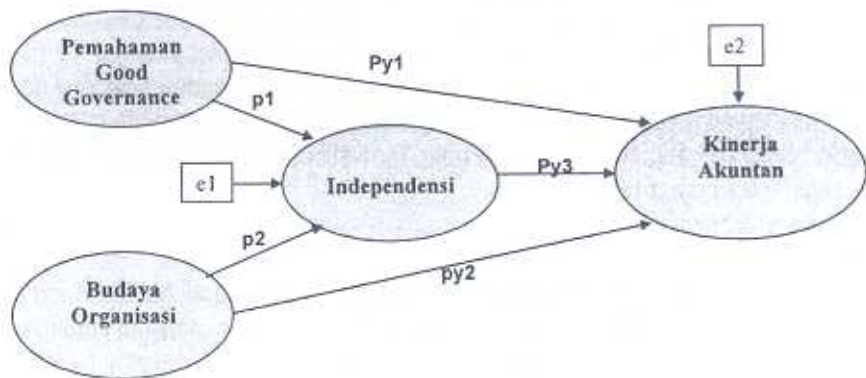 Pemahaman
Good
Governance
Py1
e2
p1
Kinerja
Akuntan
e1
Independensi
Py3
p2
py2
Budaya
Organisasi